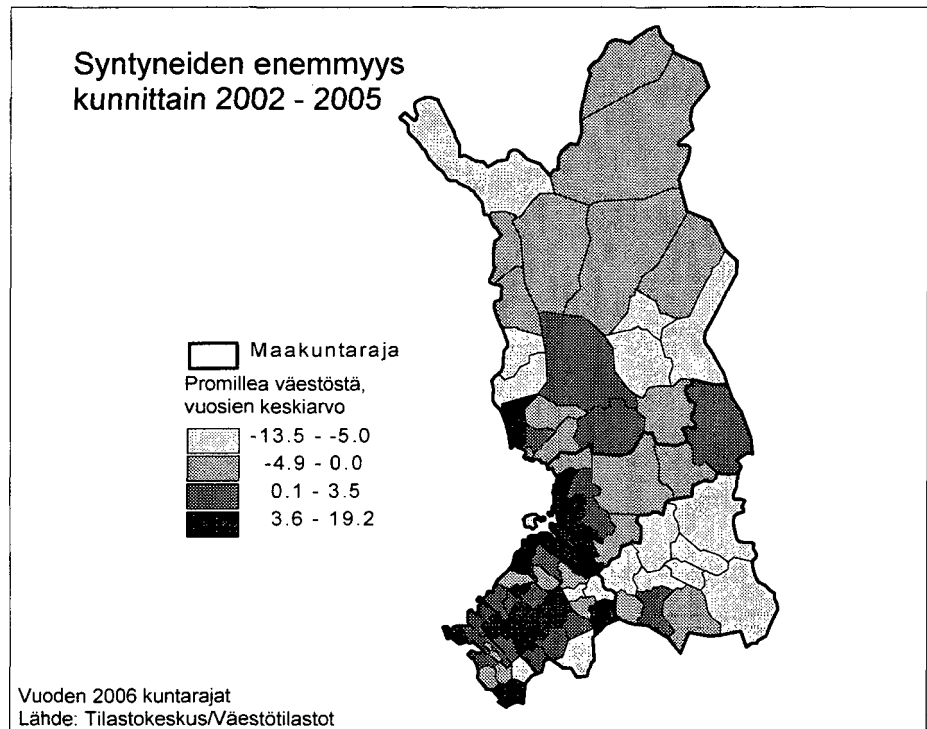 Syntyneiden enemmyys
kunnittain 2002 - 2005
Maakuntaraja
Promillea väestöstä,
vuosien keskiarvo
-13.5 - -5.0
-4.9 - 0.0
0.1 - 3.5
3.6 - 19.2
Vuoden 2006 kuntarajat
Lähde: Tilastokeskus/Väestötilastot